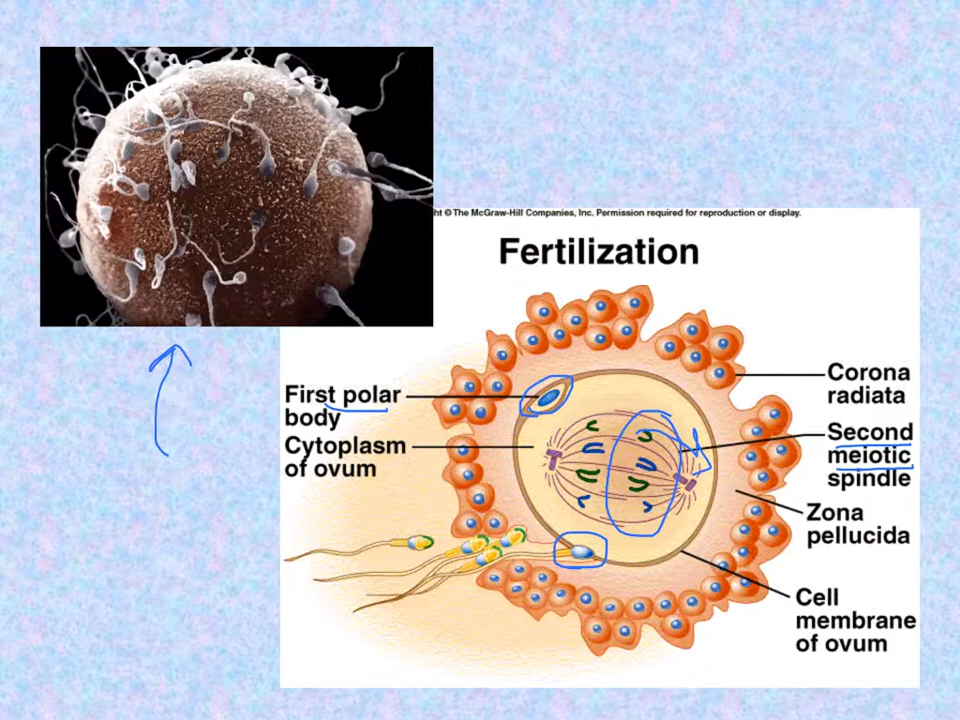 ht © The McGraw-Hill Companies, Inc. Permission required for reproduction or display.
Fertilization
First polar
body
Cytoplasm
of ovum
Corona
radiata
Second
meiotic
spindle
Zona
pellucida
Cell
membrane
of ovum